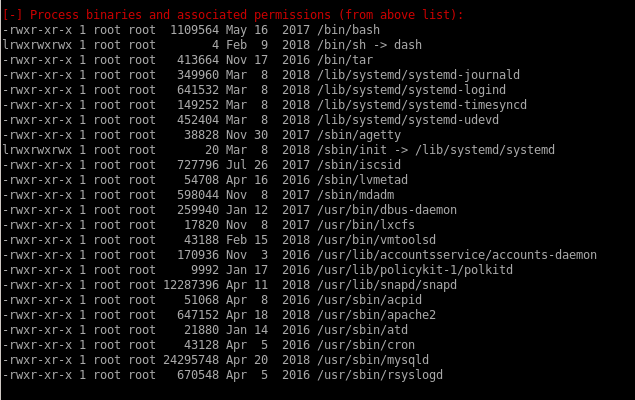 [-] Process binaries and associated permissions (from above list):
-rwxr-xr-x 1 root root  1109564 May 16  2017 /bin/bash
lrwxrwxrwx 1 root root        4 Feb  9  2018 /bin/sh -> dash
-rwxr-xr-x 1 root root   413664 Nov 17  2016 /bin/tar
-rwxr-xr-x 1 root root   349960 Mar  8  2018 /lib/systemd/systemd-journald
-rwxr-xr-x 1 root root   641532 Mar  8  2018 /lib/systemd/systemd-logind
-rwxr-xr-x 1 root root   149252 Mar  8  2018 /lib/systemd/systemd-timesyncd
-rwxr-xr-x 1 root root   452404 Mar  8  2018 /lib/systemd/systemd-udevd
-rwxr-xr-x 1 root root    38828 Nov 30  2017 /sbin/agetty
lrwxrwxrwx 1 root root       20 Mar  8  2018 /sbin/init -> /lib/systemd/systemd
-rwxr-xr-x 1 root root   727796 Jul 26  2017 /sbin/iscsid
-rwxr-xr-x 1 root root    54708 Apr 16  2016 /sbin/lvmetad
-rwxr-xr-x 1 root root   598044 Nov  8  2017 /sbin/mdadm
-rwxr-xr-x 1 root root   259940 Jan 12  2017 /usr/bin/dbus-daemon
-rwxr-xr-x 1 root root    17820 Nov  8  2017 /usr/bin/lxcfs
-rwxr-xr-x 1 root root    43188 Feb 15  2018 /usr/bin/vmtoolsd
-rwxr-xr-x 1 root root   170936 Nov  3  2016 /usr/lib/accountsservice/accounts-daemon
-rwxr-xr-x 1 root root     9992 Jan 17  2016 /usr/lib/policykit-1/polkitd
-rwxr-xr-x 1 root root 12287396 Apr 11  2018 /usr/lib/snapd/snapd
-rwxr-xr-x 1 root root    51068 Apr  8  2016 /usr/sbin/acpid
-rwxr-xr-x 1 root root   647152 Apr 18  2018 /usr/sbin/apache2
-rwxr-xr-x 1 root root    21880 Jan 14  2016 /usr/sbin/atd
-rwxr-xr-x 1 root root    43128 Apr  5  2016 /usr/sbin/cron
-rwxr-xr-x 1 root root 24295748 Apr 20  2018 /usr/sbin/mysqld
-rwxr-xr-x 1 root root   670548 Apr  5  2016 /usr/sbin/rsyslogd